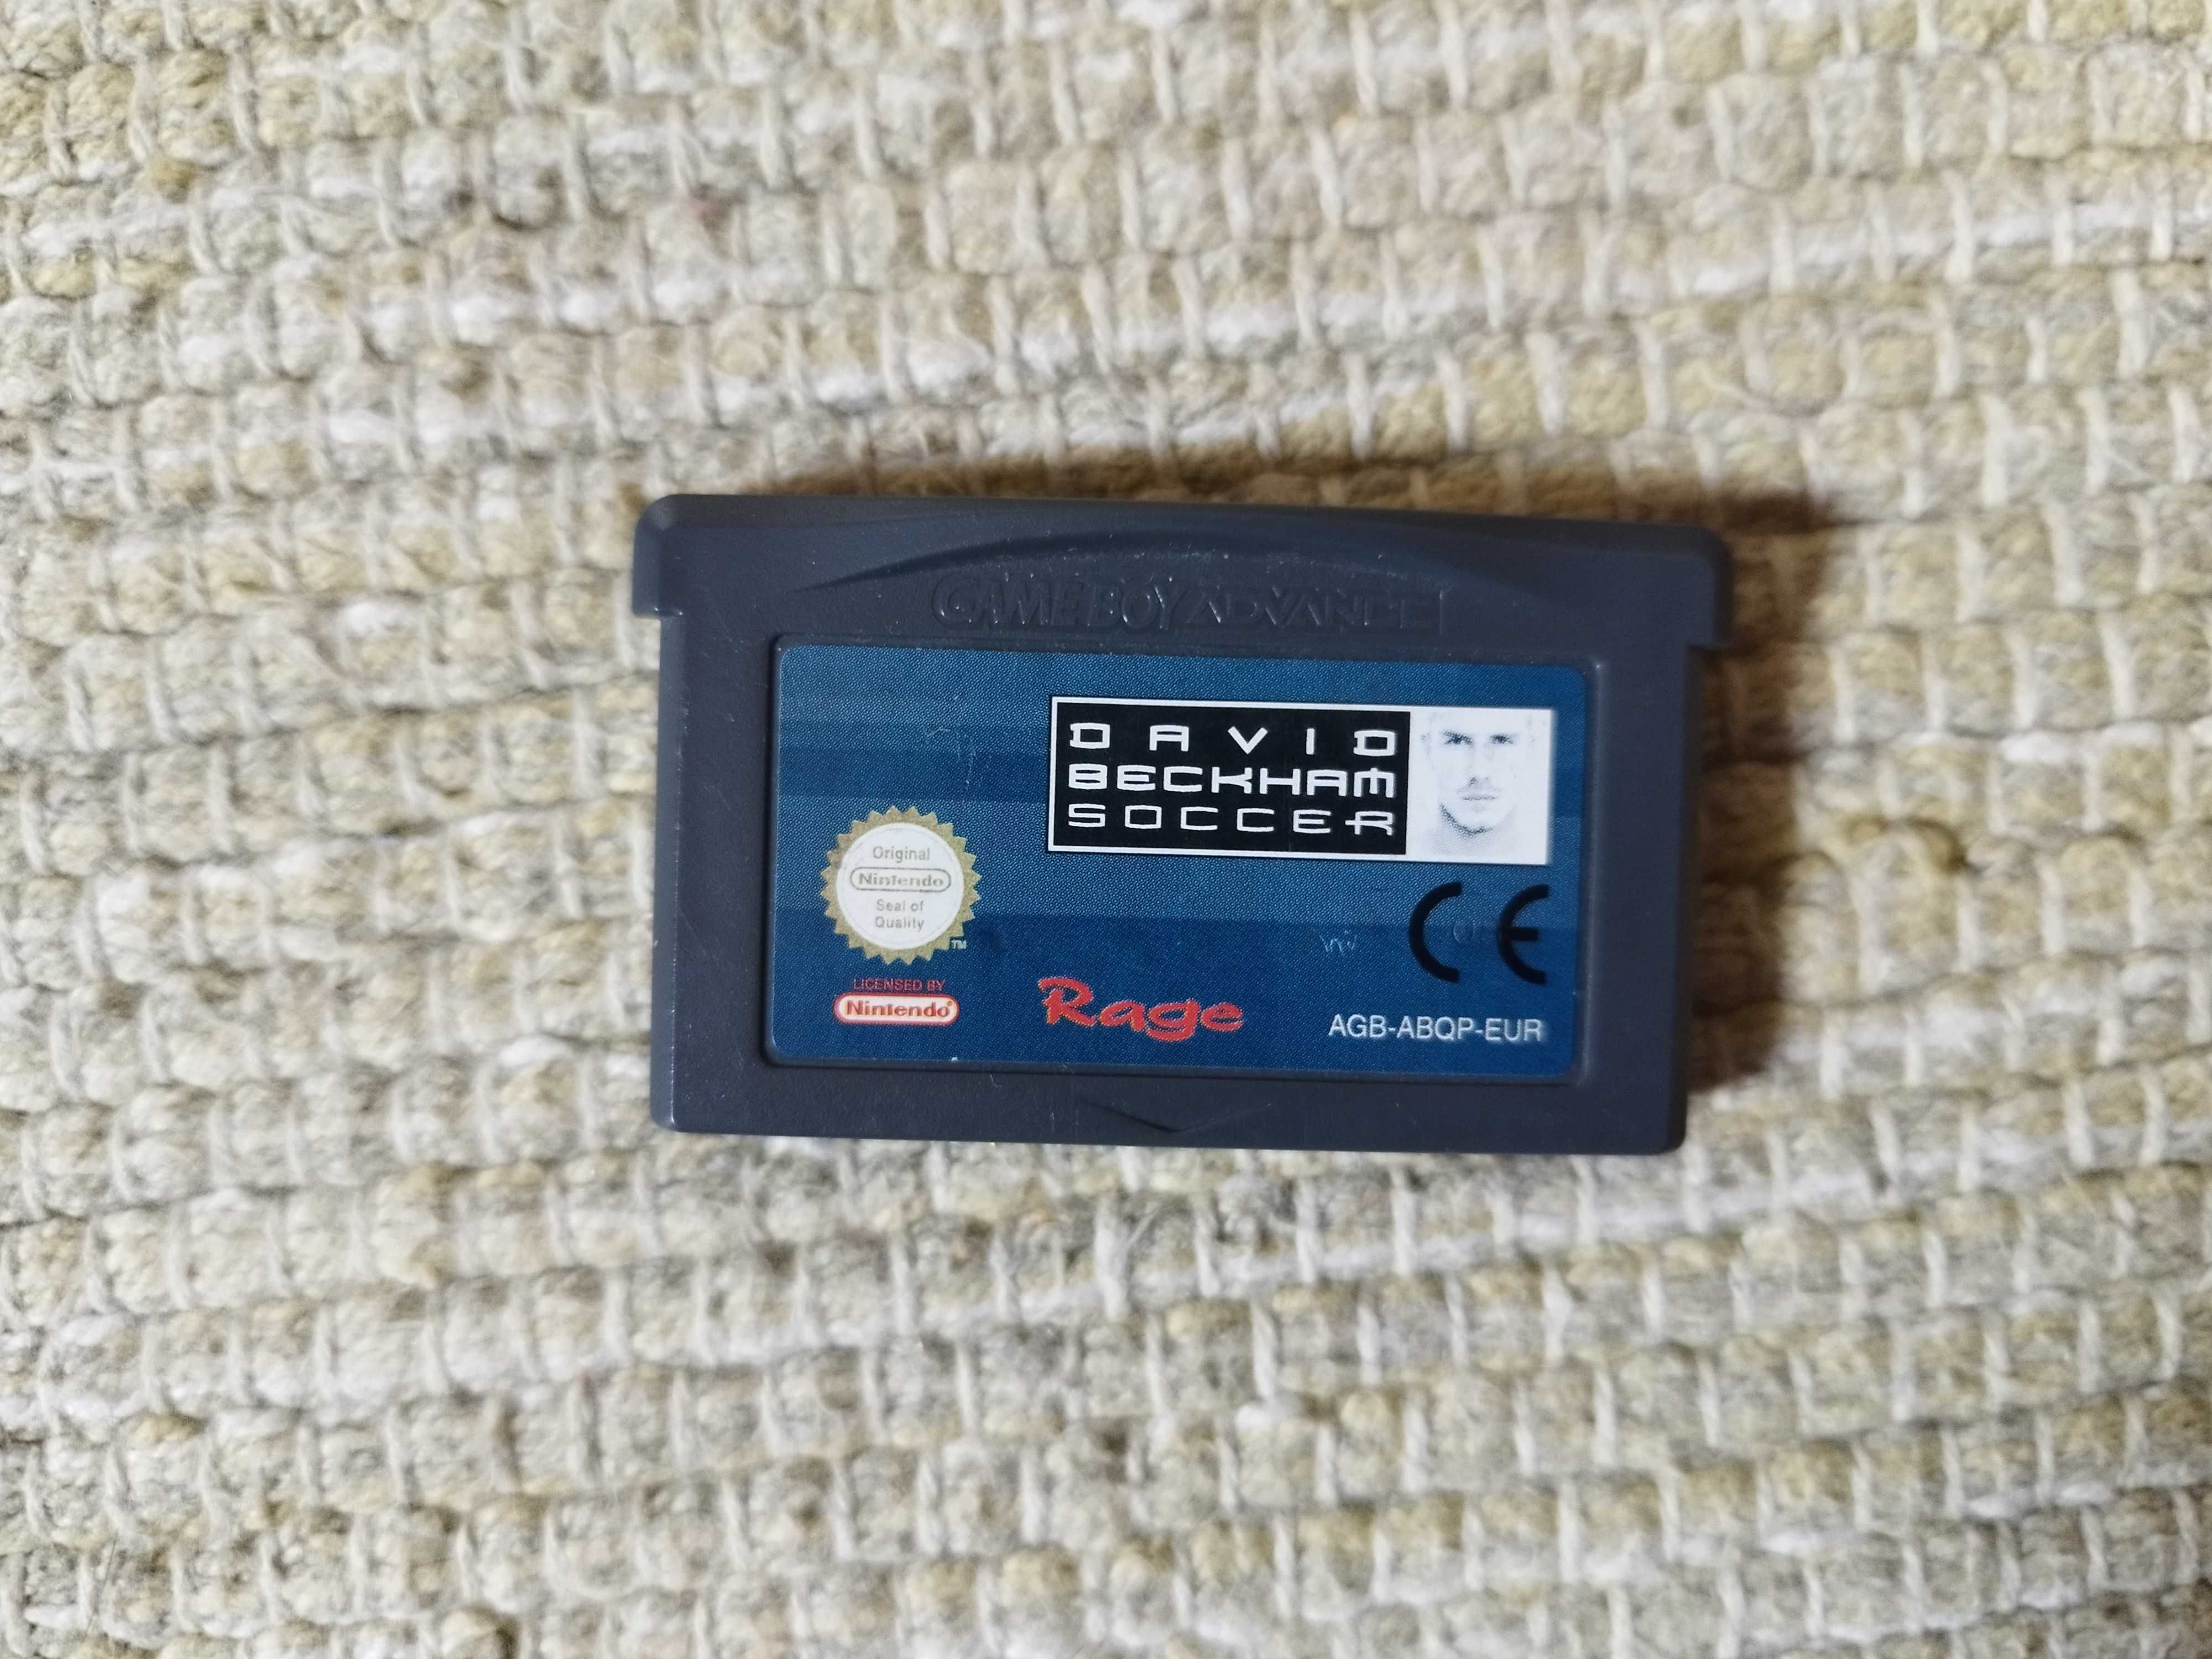 GAME BOY ADVANCE
DAVID
BECKHAM
SOCCER
Original
Nintendo
Seal of
Quality
TM
LICENSED BY
Nintendo®
Rage
CE
AGB-ABQP-EUR